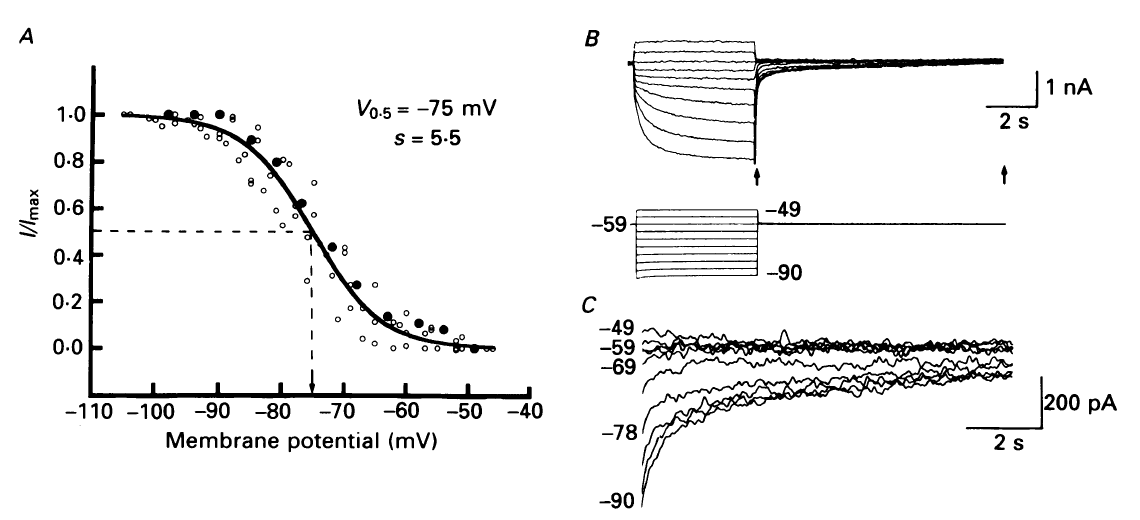 A
1·0
0·8
0·6
0·4
0·2
0·0
I/Imax
V0·5 = −75 mV
s = 5·5
−110 −100 −90 −80 −70 −60 −50 −40
Membrane potential (mV)
B
1 nA
2 s
−59
−49
−90
C
−49
−59
−69
−78
−90
200 pA
2 s